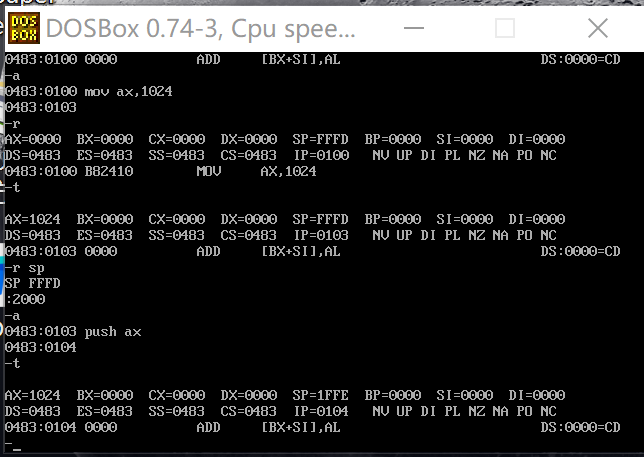 DOS BOX DOSBox 0.74-3, Cpu spee...
0483:0100 0000 ADD [BX+SI],AL DS:0000=CD
-a
0483:0100 mov ax,1024
0483:0103
-r
AX=0000 BX=0000 CX=0000 DX=0000 SP=FFFD BP=0000 SI=0000 DI=0000
DS=0483 ES=0483 SS=0483 CS=0483 IP=0100 NV UP DI PL NZ NA PO NC
0483:0100 B82410 MOV AX,1024
-t
AX=1024 BX=0000 CX=0000 DX=0000 SP=FFFD BP=0000 SI=0000 DI=0000
DS=0483 ES=0483 SS=0483 CS=0483 IP=0103 NV UP DI PL NZ NA PO NC
0483:0103 0000 ADD [BX+SI],AL DS:0000=CD
-r sp
SP FFFD
:2000
-a
0483:0103 push ax
0483:0104
-t
AX=1024 BX=0000 CX=0000 DX=0000 SP=1FFE BP=0000 SI=0000 DI=0000
DS=0483 ES=0483 SS=0483 CS=0483 IP=0104 NV UP DI PL NZ NA PO NC
0483:0104 0000 ADD [BX+SI],AL DS:0000=CD
-_